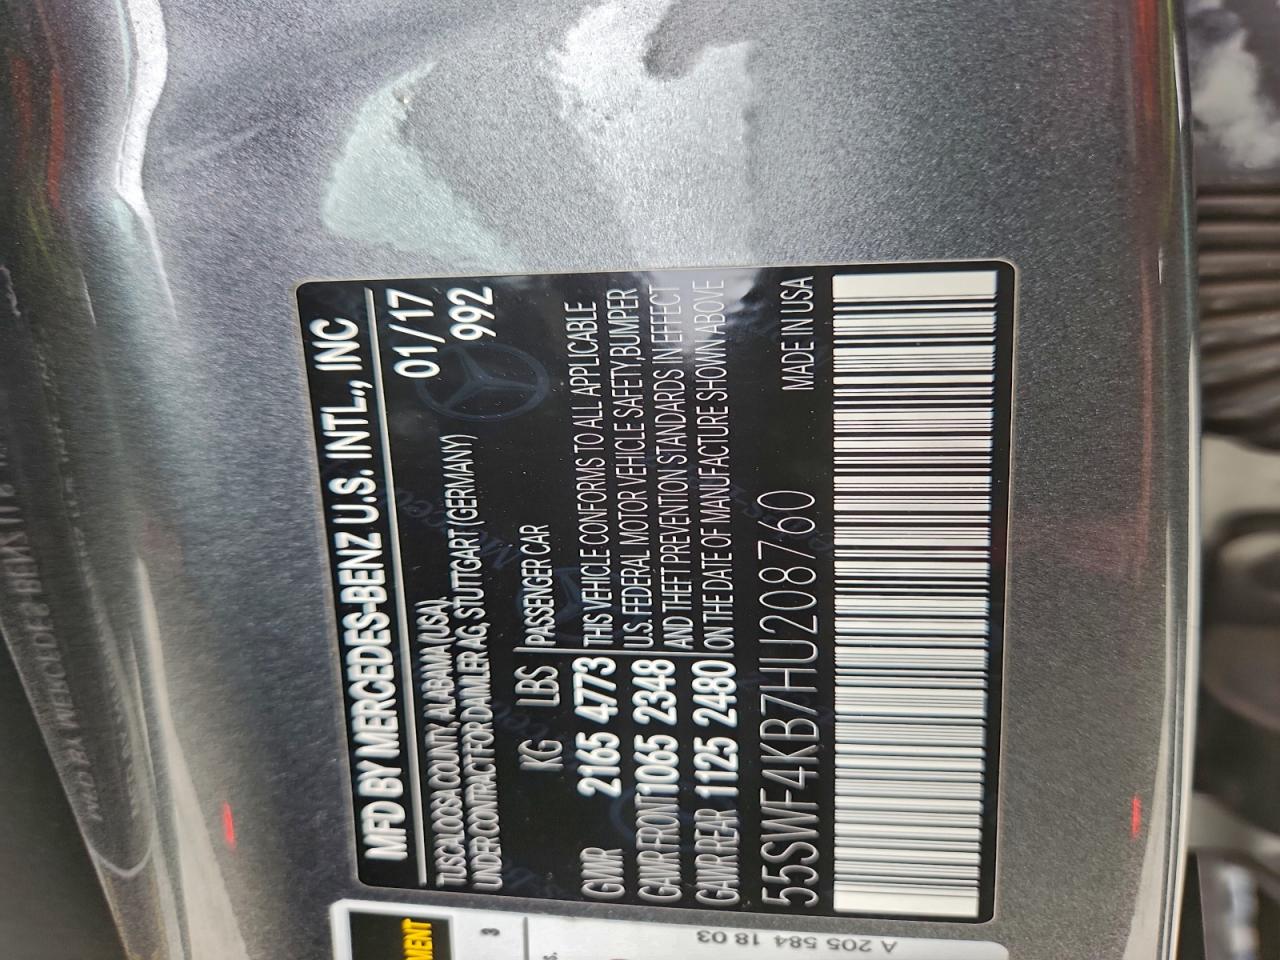 MFD BY MERCEDES-BENZ U.S. INTL., INC
TUSCALOOSA COUNTY, ALABAMA (USA). 01/17
UNDER CONTRACT FOR DAIMLER AG, STUTTGART (GERMANY) 992
KG LBS PASSENGER CAR
GVWR 2165 4773 THIS VEHICLE CONFORMS TO ALL APPLICABLE
GAWR FRONT 1065 2348 U.S. FEDERAL MOTOR VEHICLE SAFETY,BUMPER
AND THEFT PREVENTION STANDARDS IN EFFECT
GAWR REAR 1125 2480 ON THE DATE OF MANUFACTURE SHOWN ABOVE
55SWF4KB7HU208760 MADE IN USA
MENT
3
s.
A 205 584 18 03